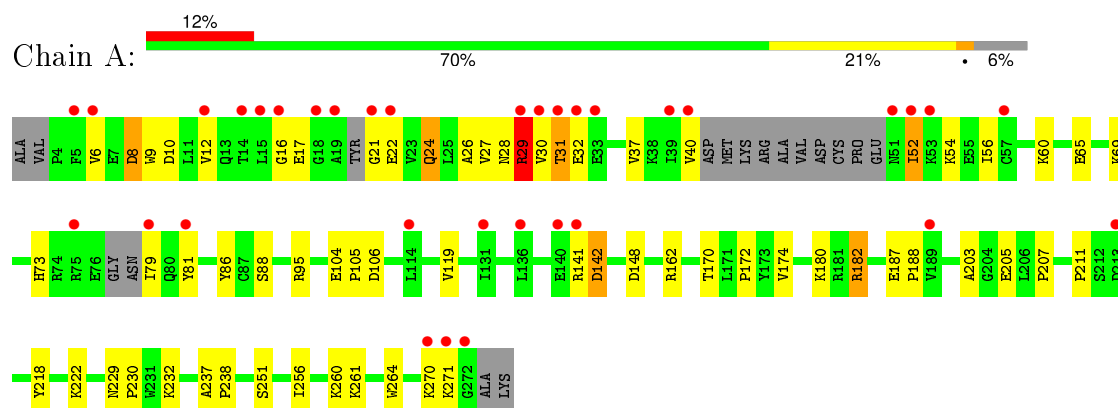 12%
Chain A:
70%
21%
•
6%
ALA VAL P4 F5 V6 E7 D8 W9 D10 L11 V12 Q13 T14 L15 G16 E17 G18 A19 TYR G21 E22 V23 Q24 L25 A26 V27 N28 R29 V30 T31 E32 E33 V37 K38 I39 V40 ASP MET LYS ARG ALA VAL ASP CYS PRO GLU N51 I52 K53 K54 E55 I56 C57 K60 E65 K69
H73 R74 R75 E76 GLY ASN I79 Q80 Y81 Y86 C87 S88 R95 E104 P105 D106 L114 V119 I131 L136 E140 R141 D142 D148 R162 T170 L171 P172 Y173 V174 K180 R181 R182 E187 P188 V189 A203 G204 E205 L206 P207 P211 S212
Y218 K222 N229 P230 W231 K232 A237 P238 S251 I256 K260 K261 W264 K270 K271 G272 ALA LYS